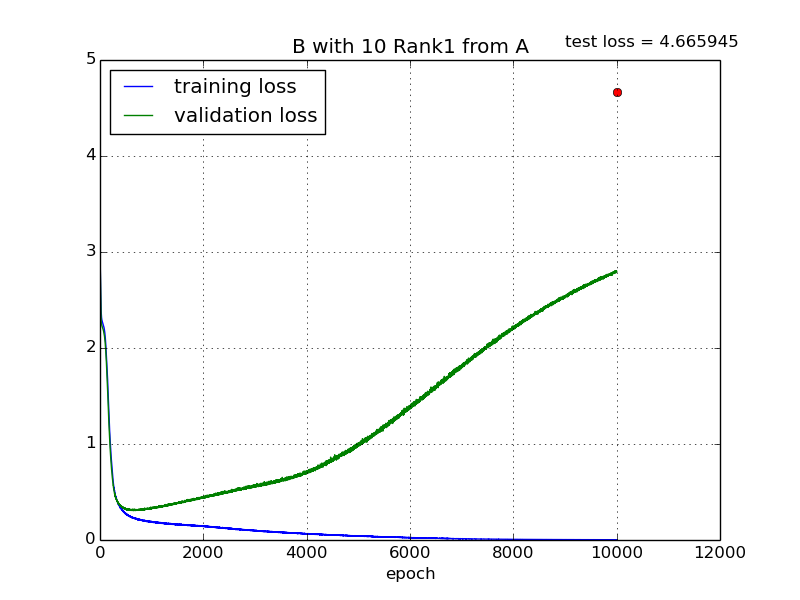 B with 10 Rank1 from A
test loss = 4.665945
training loss
validation loss
5
4
3
2
1
0
0 2000 4000 6000 8000 10000 12000
epoch